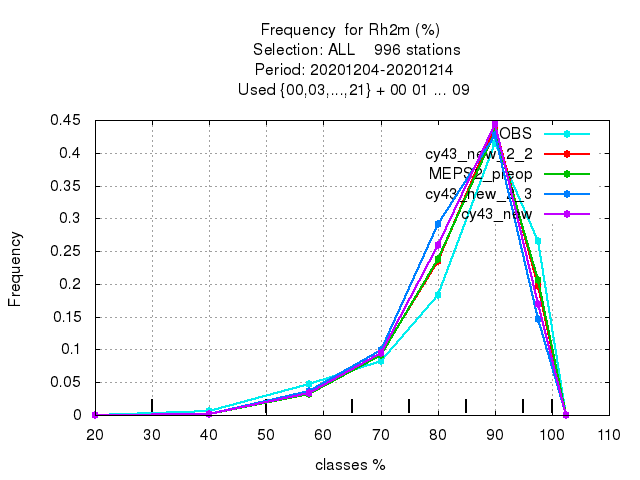 Frequency for Rh2m (%)
Selection: ALL 996 stations
Period: 20201204-20201214
Used {00,03,...,21} + 00 01 ... 09
OBS
cy43_new_2_2
MEPS2_preop
cy43_new_2_3
cy43_new
Frequency
0.45
0.4
0.35
0.3
0.25
0.2
0.15
0.1
0.05
0
20 30 40 50 60 70 80 90 100 110
classes %